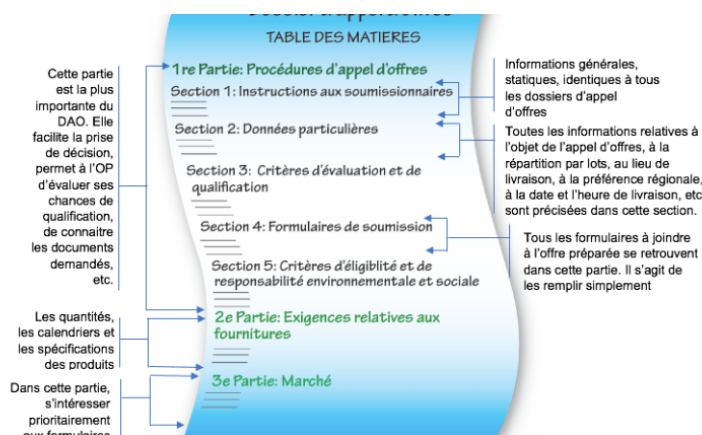 TABLE DES MATIERES
1re Partie: Procédures d'appel d'offres
Section 1: Instructions aux soumissionnaires
Section 2: Données particulières
Section 3: Critères d'évaluation et de
qualification
Section 4: Formulaires de soumission
Section 5: Critères d'éligiblité et de
responsabilité environnementale et sociale
2e Partie: Exigences relatives aux
fournitures
3e Partie: Marché
Cette partie
est la plus
importante du
DAO. Elle
facilite la prise
de décision,
permet à l'OP
d'évaluer ses
chances de
qualification,
de connaitre
les documents
demandés,
etc.
Les quantités,
les calendriers et
les spécifications
des produits
Dans cette partie,
s'intéresser
prioritairement
aux formulaires
Informations générales,
statiques, identiques à tous
les dossiers d'appel
d'offres
Toutes les informations relatives à
l'objet de l'appel d'offres, à la
répartition par lots, au lieu de
livraison, à la préférence régionale,
à la date et l'heure de livraison, etc
sont précisées dans cette section.
Tous les formulaires à joindre
à l'offre préparée se retrouvent
dans cette partie. Il s'agit de
les remplir simplement